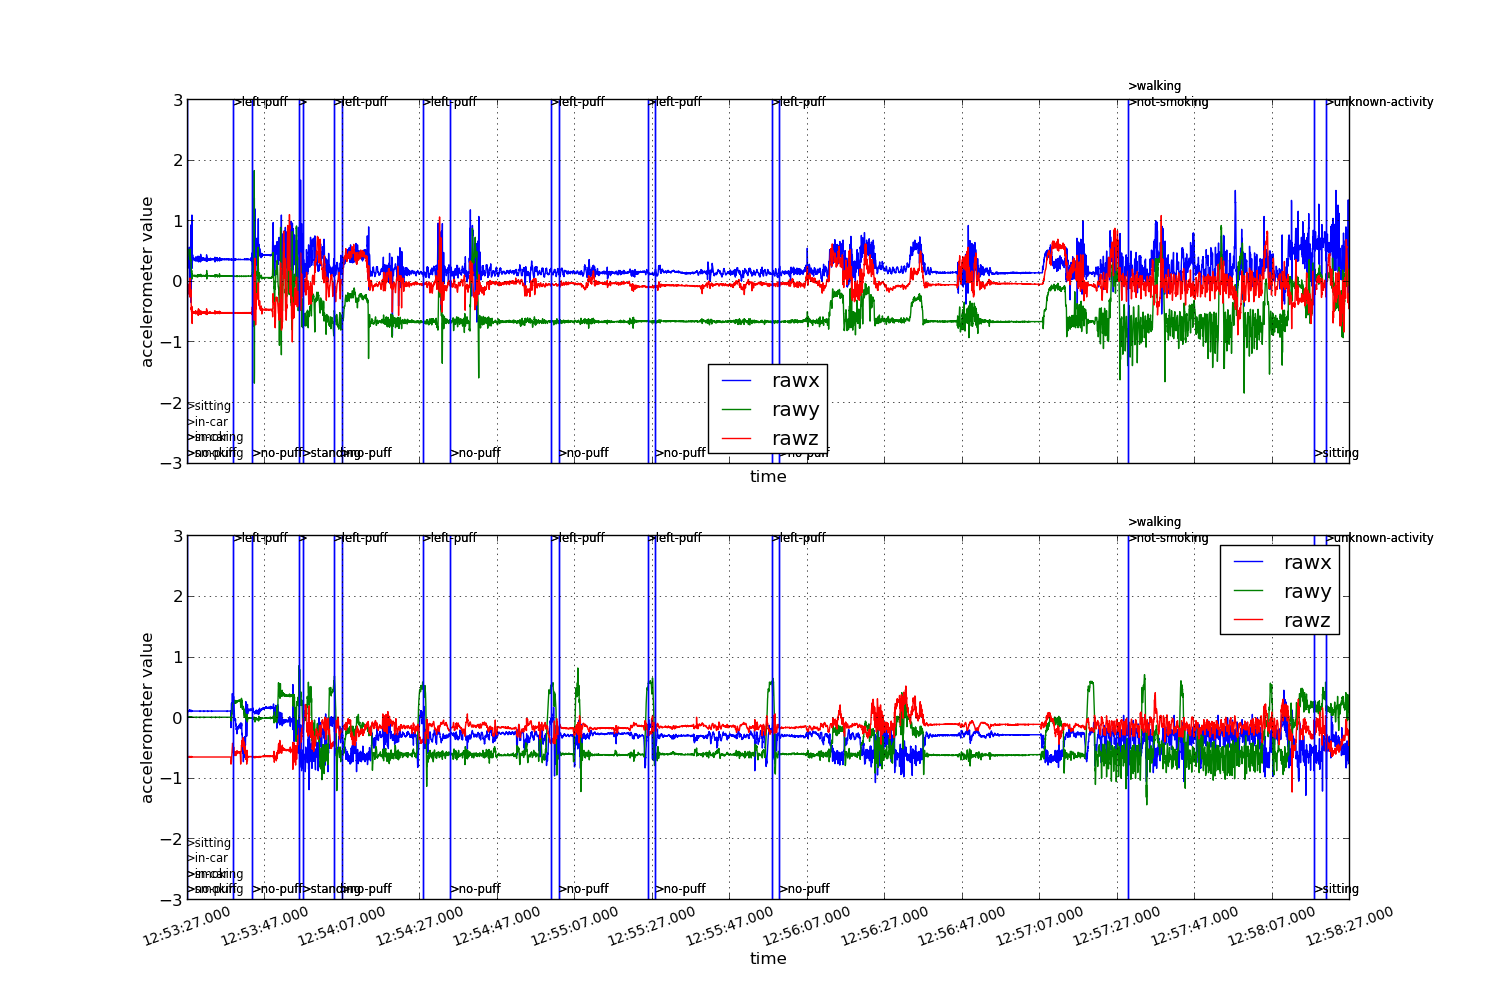 >walking
>left-puff > >left-puff >left-puff >left-puff >left-puff >left-puff >not-smoking >unknown-activity
3
2
1
0
−1
−2
−3
accelerometer value
rawx
rawy
rawz
>sitting
>in-car
>smoking
>no-puff >no-puff >standing >no-puff >no-puff >no-puff >no-puff >no-puff >sitting
time
>walking
>left-puff > >left-puff >left-puff >left-puff >left-puff >left-puff >not-smoking >unknown-activity
3
2
1
0
−1
−2
−3
accelerometer value
rawx
rawy
rawz
>sitting
>in-car
>smoking
>no-puff >no-puff >standing >no-puff >no-puff >no-puff >no-puff >no-puff >sitting
12:53:27.000 12:53:47.000 12:54:07.000 12:54:27.000 12:54:47.000 12:55:07.000 12:55:27.000 12:55:47.000 12:56:07.000 12:56:27.000 12:56:47.000 12:57:07.000 12:57:27.000 12:57:47.000 12:58:07.000 12:58:27.000
time